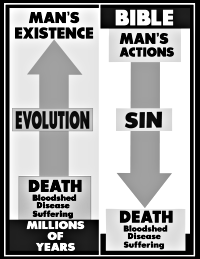 MAN'S
EXISTENCE
EVOLUTION
DEATH
Bloodshed
Disease
Suffering
MILLIONS
OF
YEARS
BIBLE
MAN'S
ACTIONS
SIN
DEATH
Bloodshed
Disease
Suffering